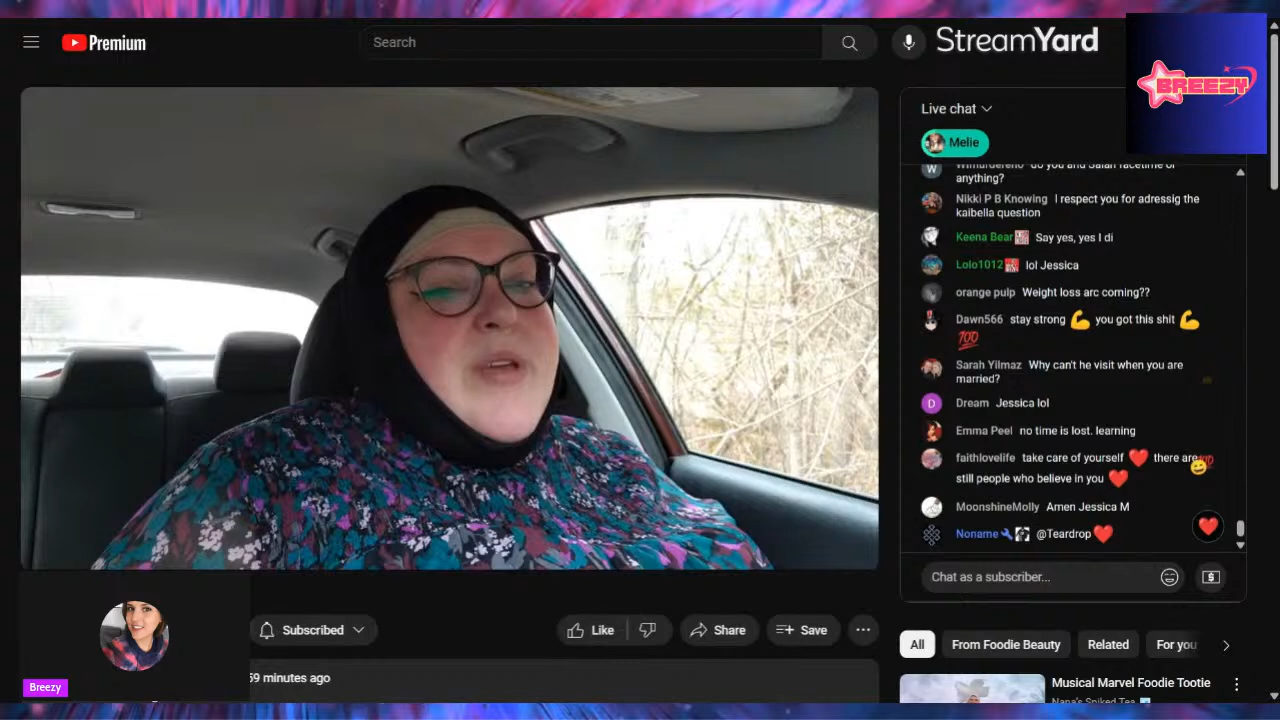 Premium
Search
StreamYard
BREEZY
Live chat
Melie
W
do you and Salah facetime or
anything?
Nikki P B Knowing I respect you for adressig the
kaibella question
Keena Bear Say yes, yes I di
Lolo1012 lol Jessica
orange pulp Weight loss arc coming??
Dawn566 stay strong 💪 you got this shit 💪
💯
Sarah Yilmaz Why can't he visit when you are
married?
D Dream Jessica lol
Emma Peel no time is lost. learning
faithlovelife take care of yourself ❤️ there are
still people who believe in you ❤️
MoonshineMolly Amen Jessica M
Noname @Teardrop ❤️
Chat as a subscriber...
Subscribed
Like
Share
Save
59 minutes ago
Breezy
All
From Foodie Beauty
Related
For you
Musical Marvel Foodie Tootie
Nana's Spiked Tea